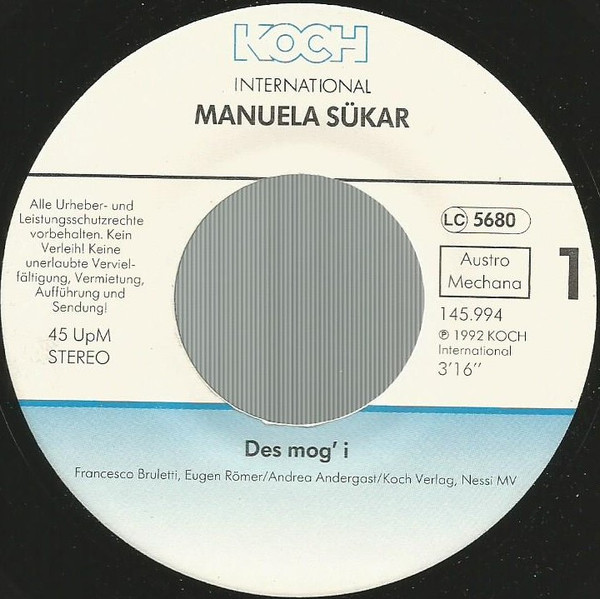 KOCH
INTERNATIONAL
MANUELA SÜKAR
Alle Urheber- und
Leistungsschutzrechte
vorbehalten. Kein
Verleih! Keine
unerlaubte Verviel-
fältigung, Vermietung,
Aufführung und
Sendung!
45 UpM
STEREO
LC 5680
Austro
Mechana
1
145.994
℗ 1992 KOCH
International
3'16"
Des mog' i
Francesco Bruletti, Eugen Römer/Andrea Andergast/Koch Verlag, Nessi MV